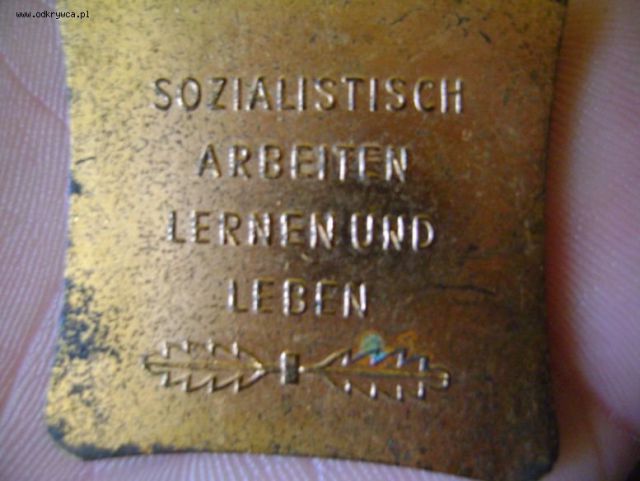 www.odkrywca.pl
SOZIALISTISCH
ARBEITEN
LERNEN UND
LEBEN